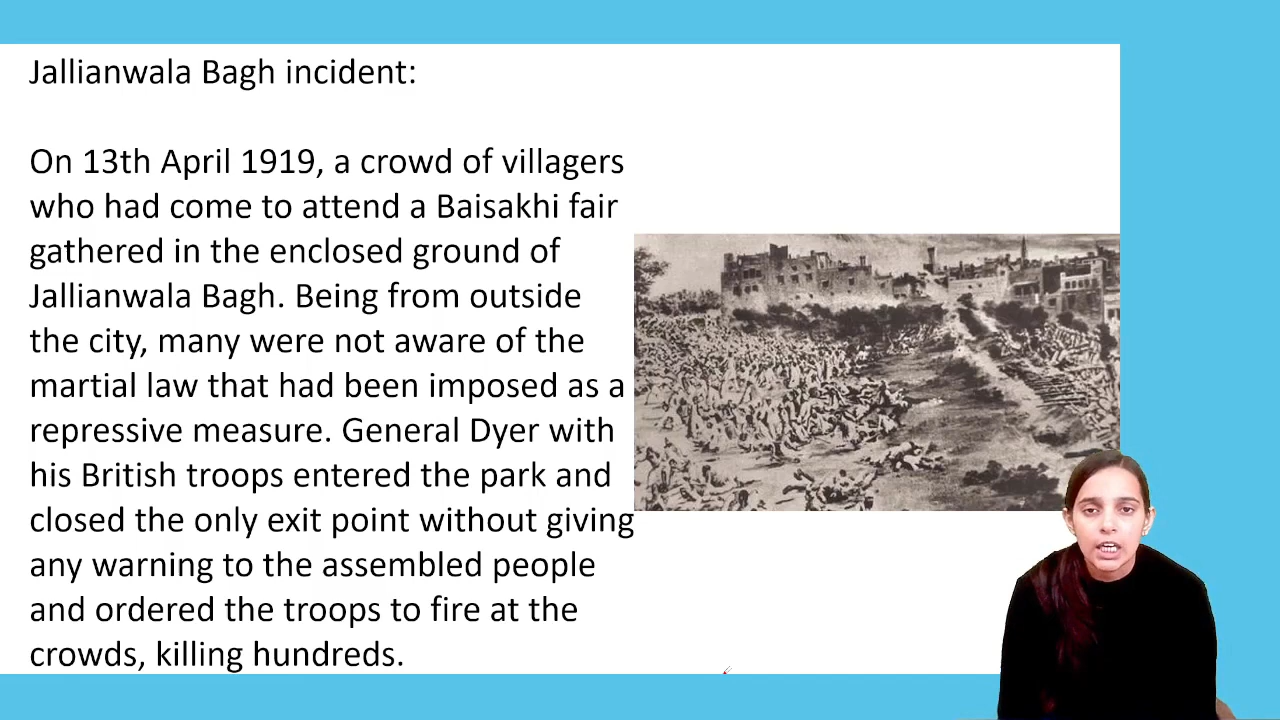 Jallianwala Bagh incident:
On 13th April 1919, a crowd of villagers
who had come to attend a Baisakhi fair
gathered in the enclosed ground of
Jallianwala Bagh. Being from outside
the city, many were not aware of the
martial law that had been imposed as a
repressive measure. General Dyer with
his British troops entered the park and
closed the only exit point without giving
any warning to the assembled people
and ordered the troops to fire at the
crowds, killing hundreds.